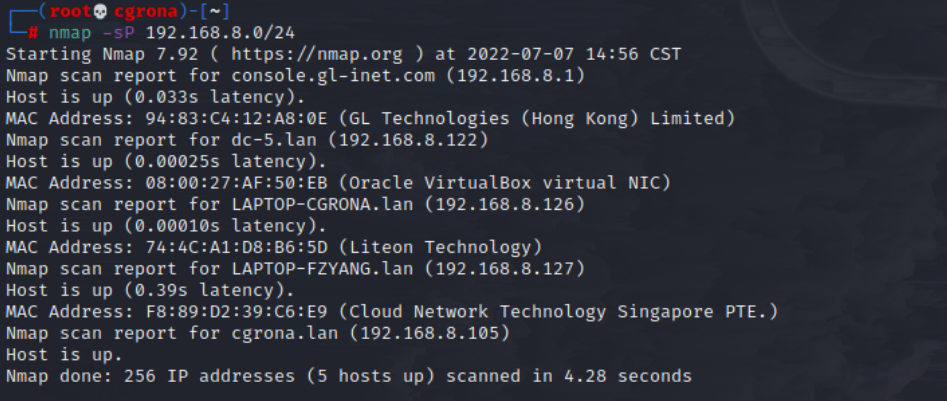 (root💀cgrona)-[~]
# nmap -sP 192.168.8.0/24
Starting Nmap 7.92 ( https://nmap.org ) at 2022-07-07 14:56 CST
Nmap scan report for console.gl-inet.com (192.168.8.1)
Host is up (0.033s latency).
MAC Address: 94:83:C4:12:A8:0E (GL Technologies (Hong Kong) Limited)
Nmap scan report for dc-5.lan (192.168.8.122)
Host is up (0.00025s latency).
MAC Address: 08:00:27:AF:50:EB (Oracle VirtualBox virtual NIC)
Nmap scan report for LAPTOP-CGRONA.lan (192.168.8.126)
Host is up (0.00010s latency).
MAC Address: 74:4C:A1:D8:B6:5D (Liteon Technology)
Nmap scan report for LAPTOP-FZYANG.lan (192.168.8.127)
Host is up (0.39s latency).
MAC Address: F8:89:D2:39:C6:E9 (Cloud Network Technology Singapore PTE.)
Nmap scan report for cgrona.lan (192.168.8.105)
Host is up.
Nmap done: 256 IP addresses (5 hosts up) scanned in 4.28 seconds